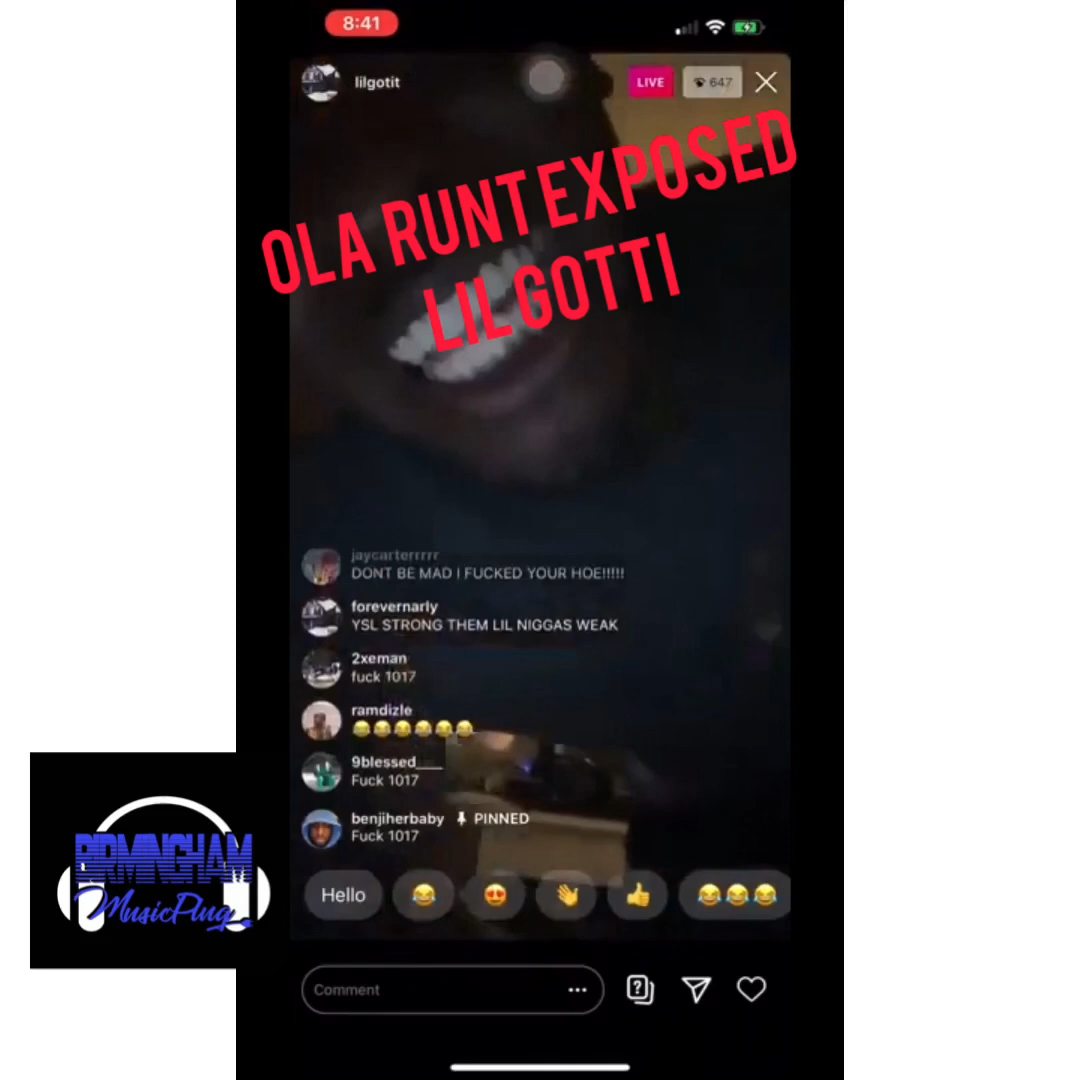 8:41
lilgotit
LIVE
647
OLA RUNT EXPOSED
LIL GOTTI
jaycarterrrrr
DONT BE MAD I FUCKED YOUR HOE!!!!!
forevernarly
YSL STRONG THEM LIL NIGGAS WEAK
2xeman
fuck 1017
ramdizle
😂😂😂😂😂😂
9blessed___
Fuck 1017
benjiherbaby PINNED
Fuck 1017
BIRMINGHAM
MusicPlug
Hello 😂 😍 👋 👍 😂😂😂
Comment